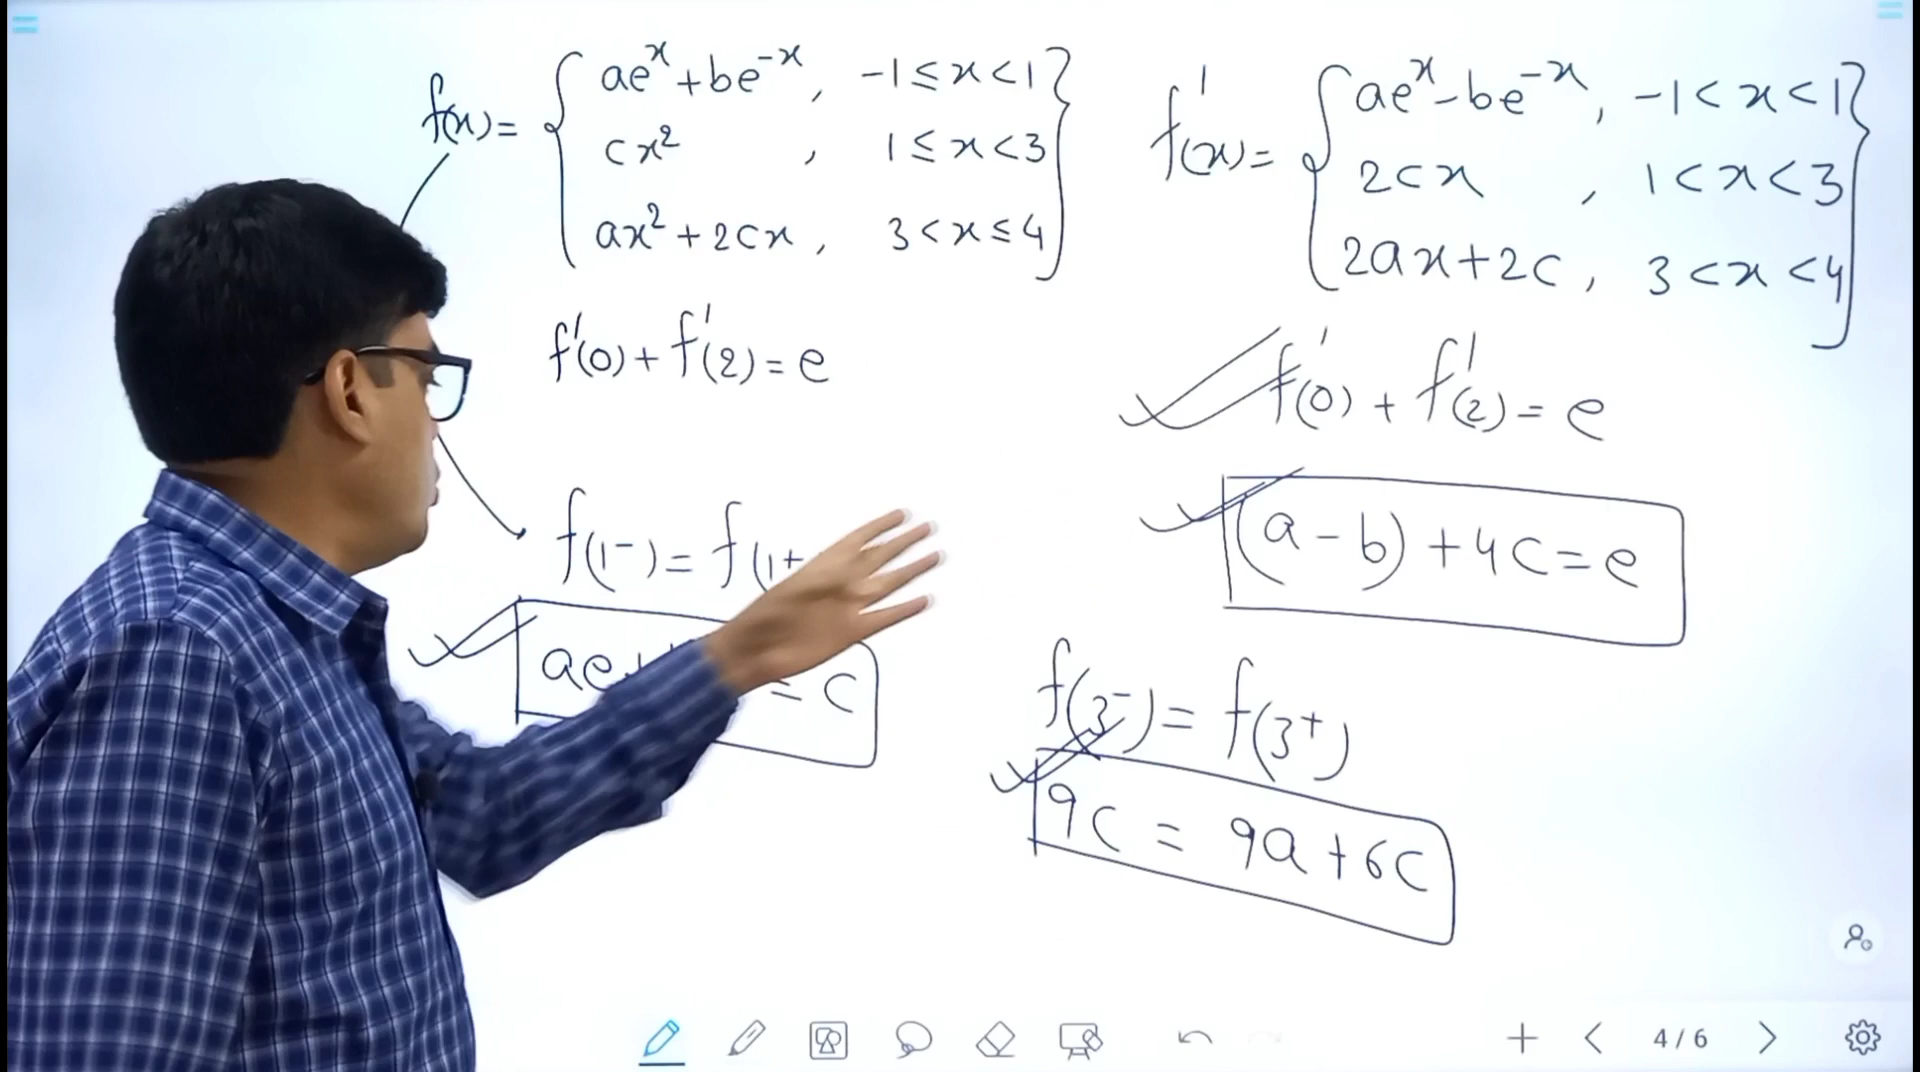 f(x) = { ae^x + be^-x , -1 ≤ x < 1
cx² , 1 ≤ x < 3
ax² + 2cx , 3 < x ≤ 4 }
f'(0) + f'(2) = e
f(1⁻) = f(1+
ae+ = c
f'(x) = { ae^x - be^-x , -1 < x < 1
2cx , 1 < x < 3
2ax + 2c , 3 < x < 4 }
f'(0) + f'(2) = e
(a - b) + 4c = e
f(3⁻) = f(3⁺)
9c = 9a + 6c
4 / 6